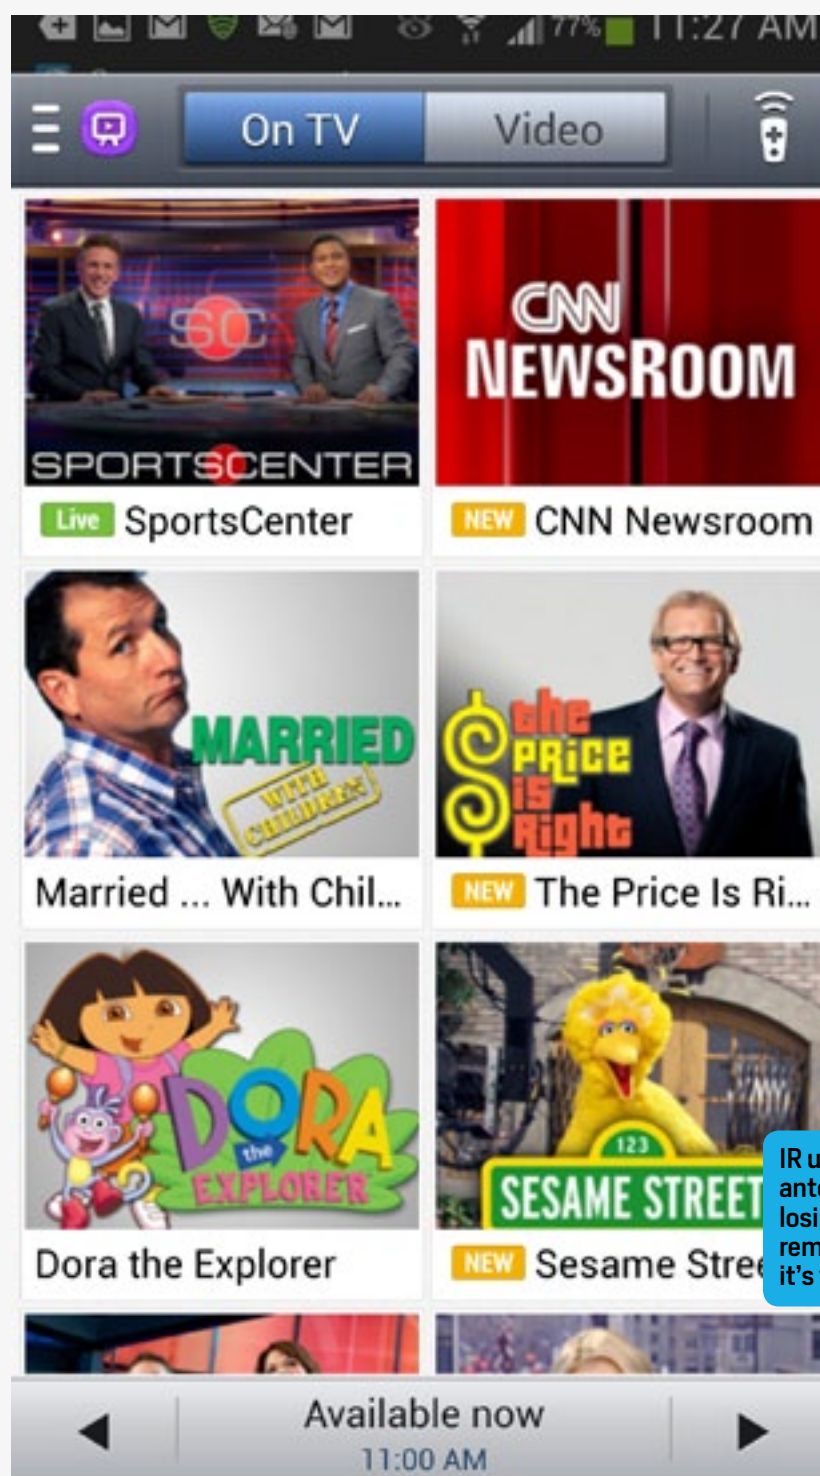 77% 11:27 AM
On TV Video
SC
SPORTSCENTER
CNN
NEWSROOM
Live SportsCenter
NEW CNN Newsroom
MARRIED
WITH
CHILDREN
the
PRICE
is
Right
Married ... With Chil...
NEW The Price Is Ri...
DORA
the
EXPLORER
123
SESAME STREET
Dora the Explorer
NEW Sesame Stre
IR u
ant
losi
rem
it's
Available now
11:00 AM